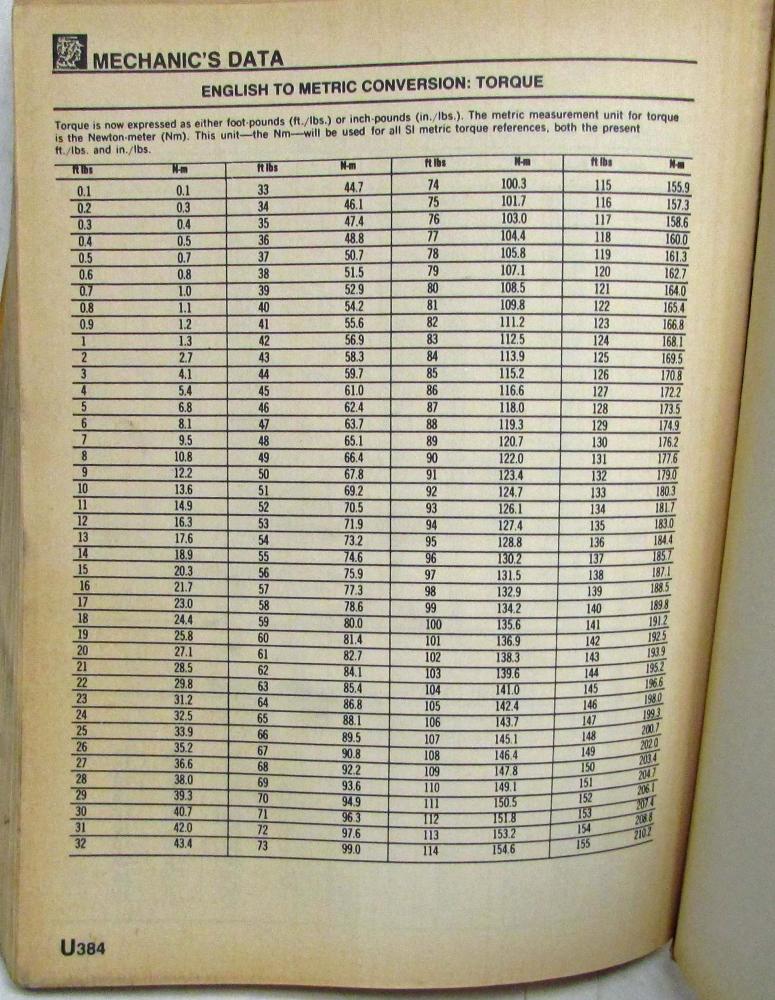 MECHANIC'S DATA
ENGLISH TO METRIC CONVERSION: TORQUE
Torque is now expressed as either foot-pounds (ft./lbs.) or inch-pounds (in./lbs.). The metric measurement unit for torque
is the Newton-meter (Nm). This unit—the Nm—will be used for all SI metric torque references, both the present
ft./lbs. and in./lbs.
ft lbs N-m ft lbs N-m ft lbs N-m ft lbs N-m
0.1 0.1 33 44.7 74 100.3 115 155.9
0.2 0.3 34 46.1 75 101.7 116 157.3
0.3 0.4 35 47.4 76 103.0 117 158.6
0.4 0.5 36 48.8 77 104.4 118 160.0
0.5 0.7 37 50.7 78 105.8 119 161.3
0.6 0.8 38 51.5 79 107.1 120 162.7
0.7 1.0 39 52.9 80 108.5 121 164.0
0.8 1.1 40 54.2 81 109.8 122 165.4
0.9 1.2 41 55.6 82 111.2 123 166.8
1 1.3 42 56.9 83 112.5 124 168.1
2 2.7 43 58.3 84 113.9 125 169.5
3 4.1 44 59.7 85 115.2 126 170.8
4 5.4 45 61.0 86 116.6 127 172.2
5 6.8 46 62.4 87 118.0 128 173.5
6 8.1 47 63.7 88 119.3 129 174.9
7 9.5 48 65.1 89 120.7 130 176.2
8 10.8 49 66.4 90 122.0 131 177.6
9 12.2 50 67.8 91 123.4 132 179.0
10 13.6 51 69.2 92 124.7 133 180.3
11 14.9 52 70.5 93 126.1 134 181.7
12 16.3 53 71.9 94 127.4 135 183.0
13 17.6 54 73.2 95 128.8 136 184.4
14 18.9 55 74.6 96 130.2 137 185.7
15 20.3 56 75.9 97 131.5 138 187.1
16 21.7 57 77.3 98 132.9 139 188.5
17 23.0 58 78.6 99 134.2 140 189.8
18 24.4 59 80.0 100 135.6 141 191.2
19 25.8 60 81.4 101 136.9 142 192.5
20 27.1 61 82.7 102 138.3 143 193.9
21 28.5 62 84.1 103 139.6 144 195.2
22 29.8 63 85.4 104 141.0 145 196.6
23 31.2 64 86.8 105 142.4 146 198.0
24 32.5 65 88.1 106 143.7 147 199.3
25 33.9 66 89.5 107 145.1 148 200.7
26 35.2 67 90.8 108 146.4 149 202.0
27 36.6 68 92.2 109 147.8 150 203.4
28 38.0 69 93.6 110 149.1 151 204.7
29 39.3 70 94.9 111 150.5 152 206.1
30 40.7 71 96.3 112 151.8 153 207.4
31 42.0 72 97.6 113 153.2 154 208.8
32 43.4 73 99.0 114 154.6 155 210.2
U384